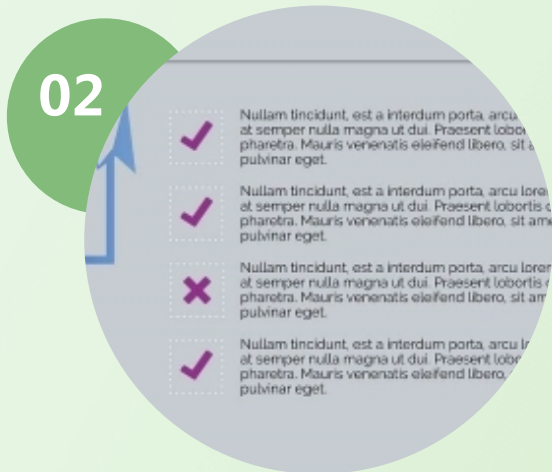 02
Nullam tincidunt, est a interdum porta, arcu
at semper nulla magna ut dui. Praesent
pharetra. Mauris venenatis eleifend libero, sit
pulvinar eget.
Nullam tincidunt, est a interdum porta, arcu
at semper nulla magna ut dui. Praesent lobortis
pharetra. Mauris venenatis eleifend libero, sit
pulvinar eget.
Nullam tincidunt, est a interdum porta, arcu
at semper nulla magna ut dui. Praesent lobortis
pharetra. Mauris venenatis eleifend libero, sit
pulvinar eget.
Nullam tincidunt, est a interdum porta, arcu
at semper nulla magna ut dui. Praesent
pharetra. Mauris venenatis eleifend libero,
pulvinar eget.